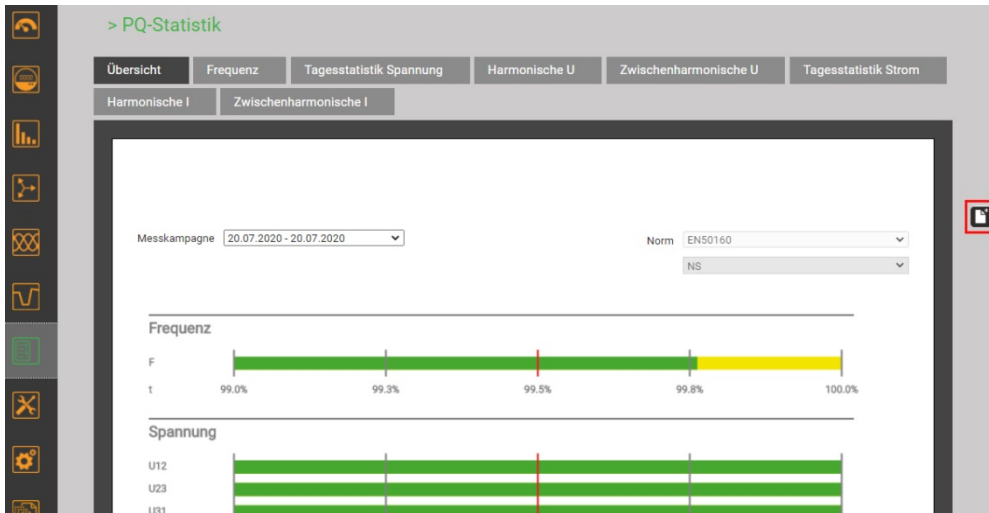 > PQ-Statistik
Übersicht Frequenz Tagesstatistik Spannung Harmonische U Zwischenharmonische U Tagesstatistik Strom
Harmonische I Zwischenharmonische I
Messkampagne 20.07.2020 - 20.07.2020 Norm EN50160
NS
Frequenz
F
t 99.0% 99.3% 99.5% 99.8% 100.0%
Spannung
U12
U23
U31